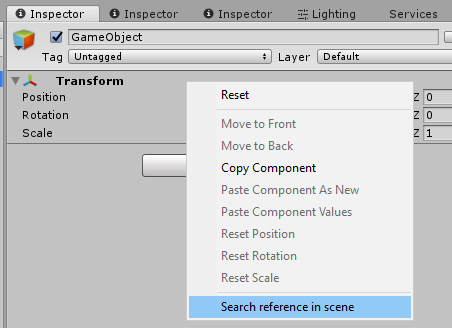 Inspector Inspector Inspector Lighting Services
GameObject
Tag Untagged Layer Default
Transform
Position Z 0
Rotation Z 0
Scale Z 1
Reset
Move to Front
Move to Back
Copy Component
Paste Component As New
Paste Component Values
Reset Position
Reset Rotation
Reset Scale
Search reference in scene